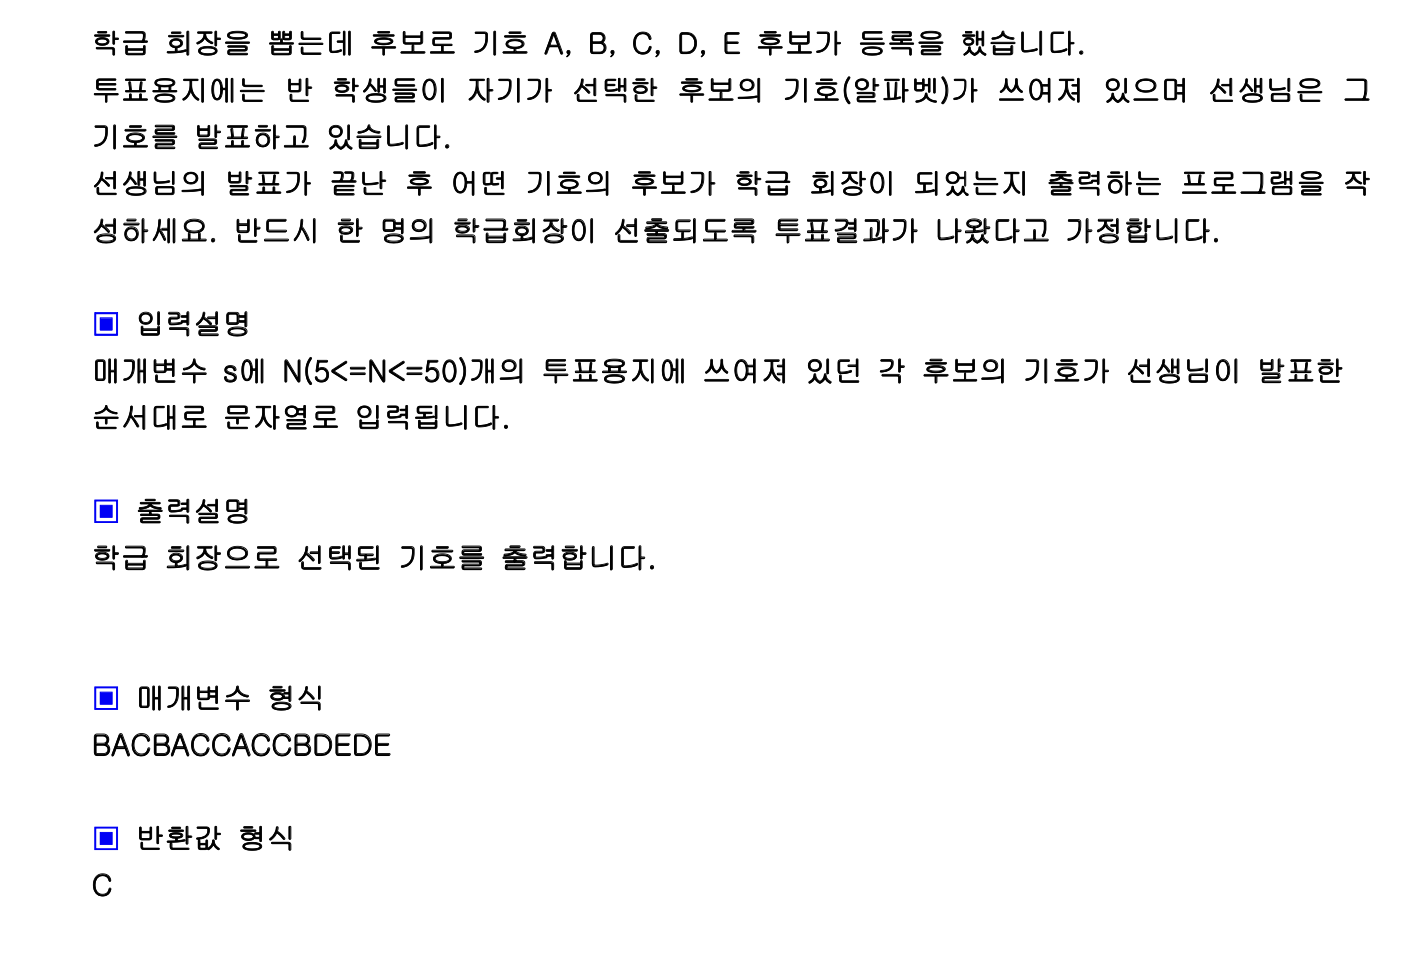 학급 회장을 뽑는데 후보로 기호 A, B, C, D, E 후보가 등록을 했습니다.
투표용지에는 반 학생들이 자기가 선택한 후보의 기호(알파벳)가 쓰여져 있으며 선생님은 그
기호를 발표하고 있습니다.
선생님의 발표가 끝난 후 어떤 기호의 후보가 학급 회장이 되었는지 출력하는 프로그램을 작
성하세요. 반드시 한 명의 학급회장이 선출되도록 투표결과가 나왔다고 가정합니다.
▣ 입력설명
매개변수 s에 N(5<=N<=50)개의 투표용지에 쓰여져 있던 각 후보의 기호가 선생님이 발표한
순서대로 문자열로 입력됩니다.
▣ 출력설명
학급 회장으로 선택된 기호를 출력합니다.
▣ 매개변수 형식
BACBACCACCBDEDE
▣ 반환값 형식
C